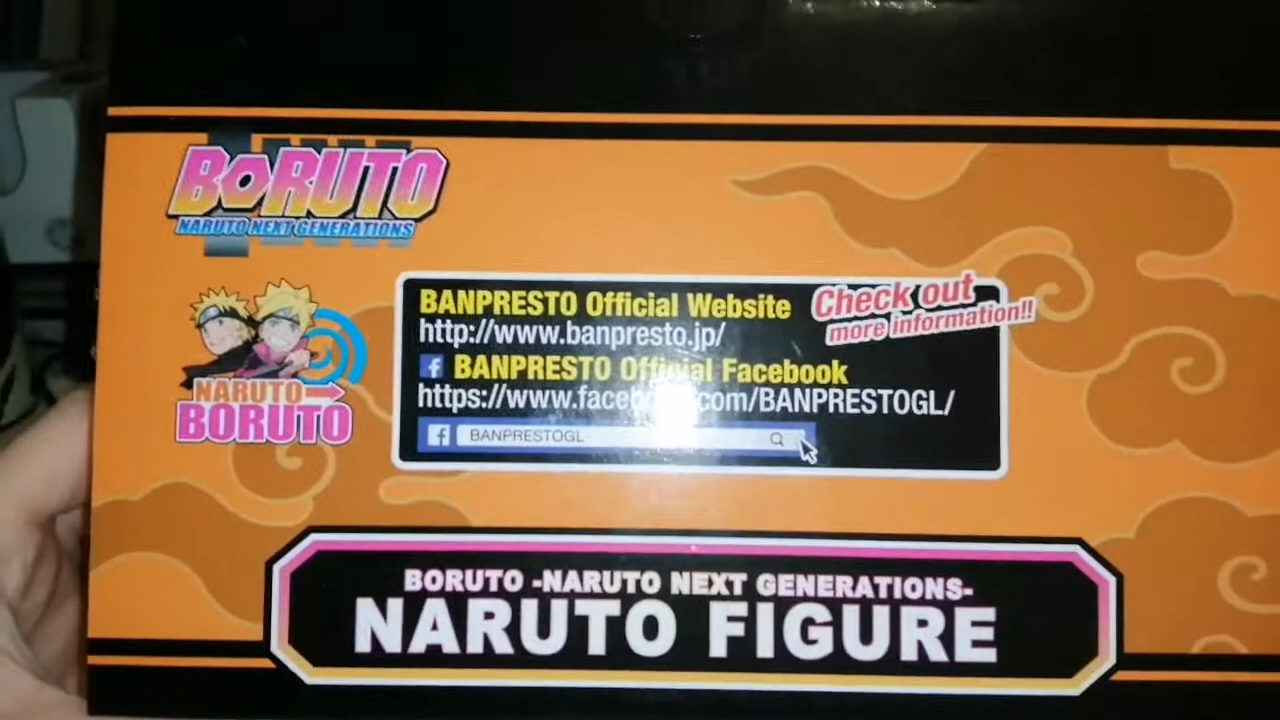 BORUTO
NARUTO NEXT GENERATIONS
BANPRESTO Official Website
http://www.banpresto.jp/
Check out
more information!!
f BANPRESTO Official Facebook
https://www.facebook.com/BANPRESTOGL/
f BANPRESTOGL
NARUTO
BORUTO
BORUTO -NARUTO NEXT GENERATIONS-
NARUTO FIGURE